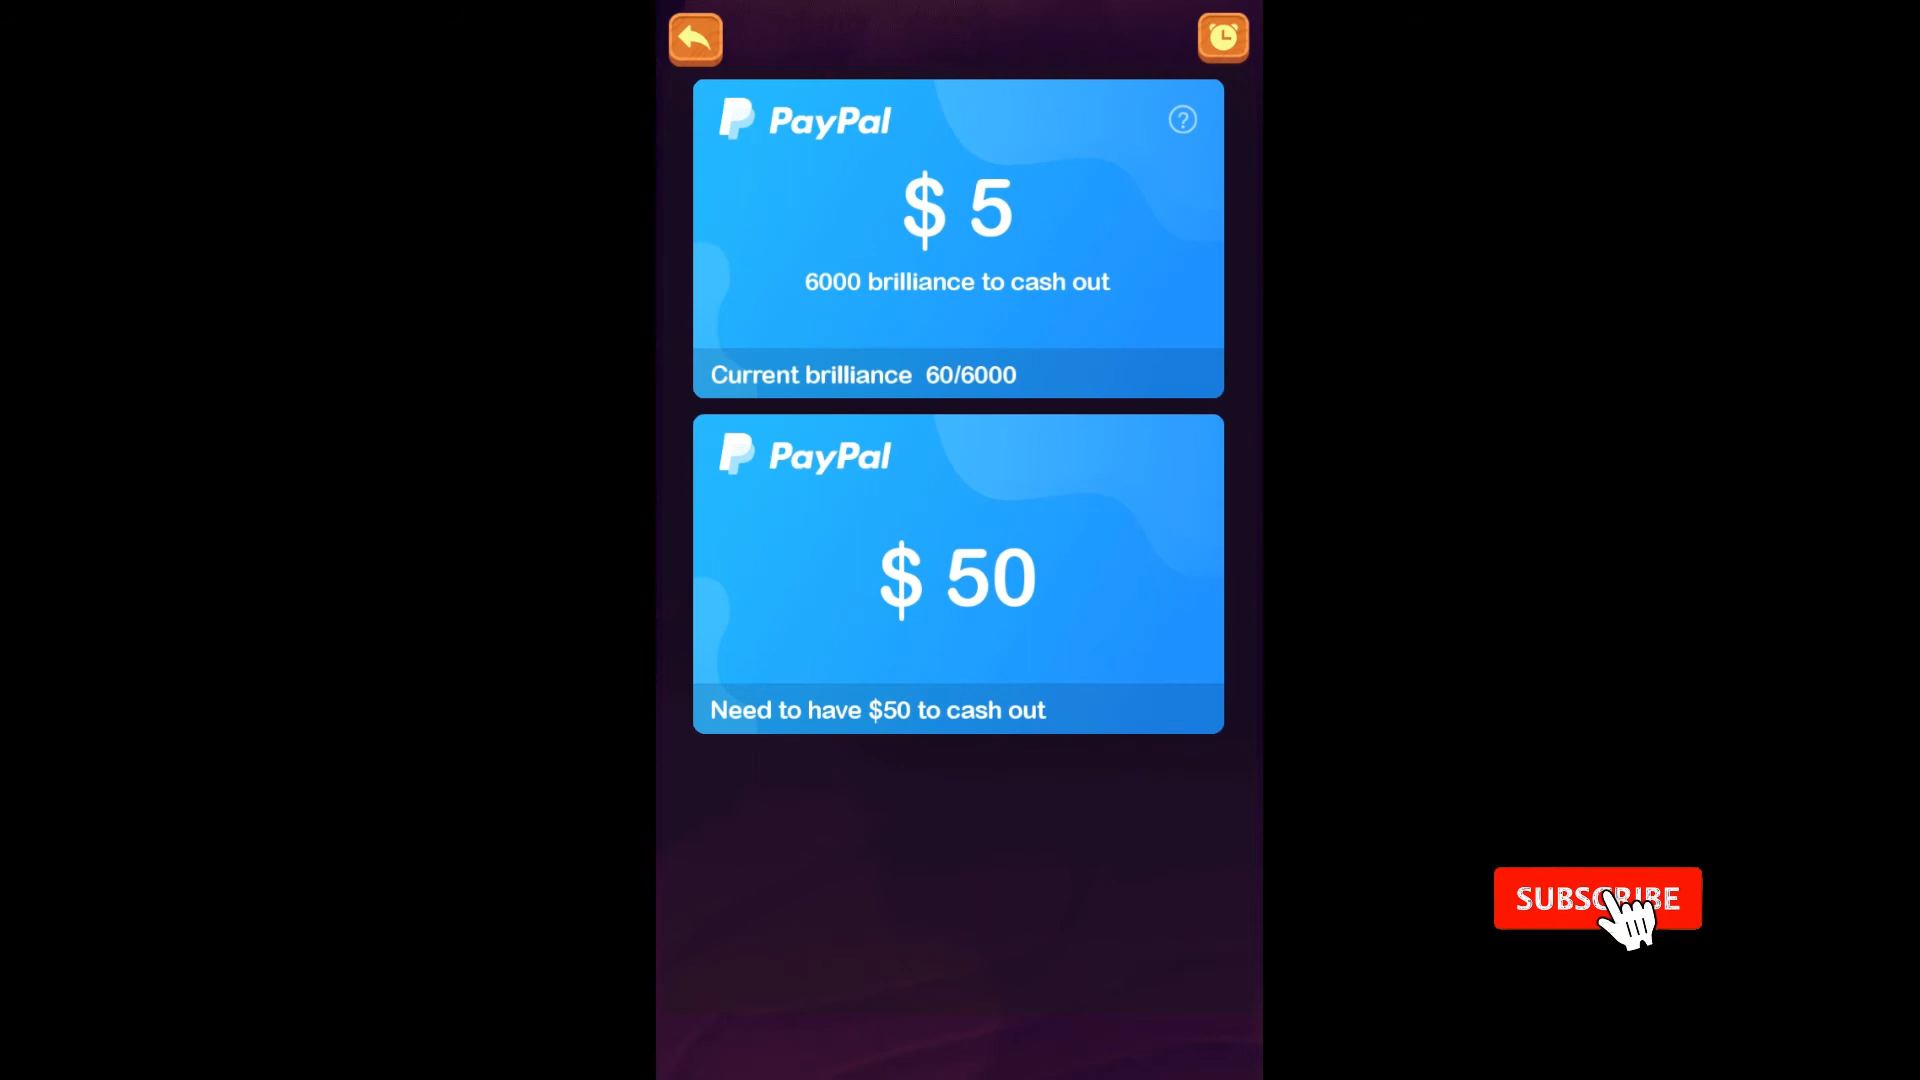 PayPal
$ 5
6000 brilliance to cash out
Current brilliance 60/6000
PayPal
$ 50
Need to have $50 to cash out
SUBSCRIBE